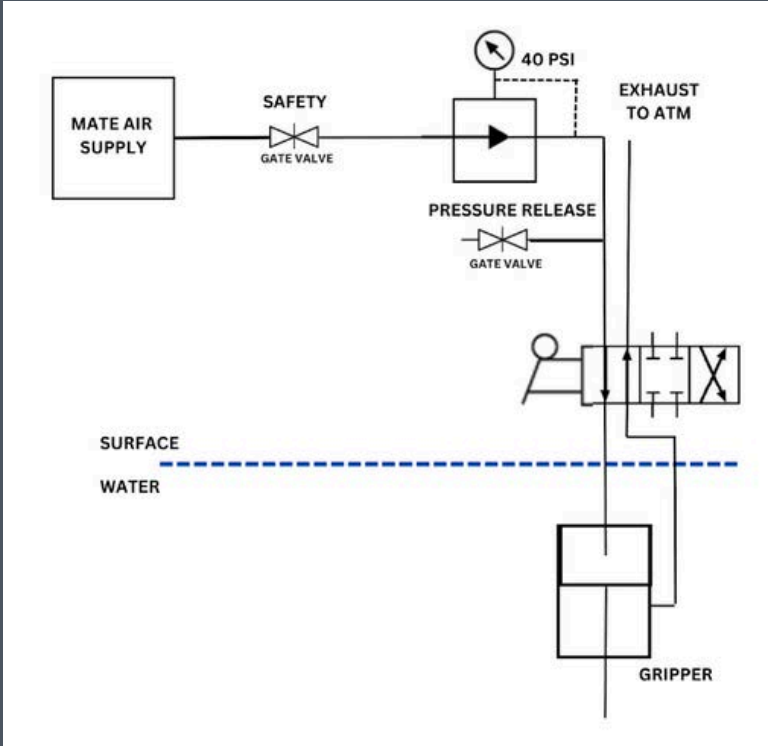 MATE AIR
SUPPLY
SAFETY
GATE VALVE
40 PSI
EXHAUST
TO ATM
PRESSURE RELEASE
GATE VALVE
SURFACE
WATER
GRIPPER